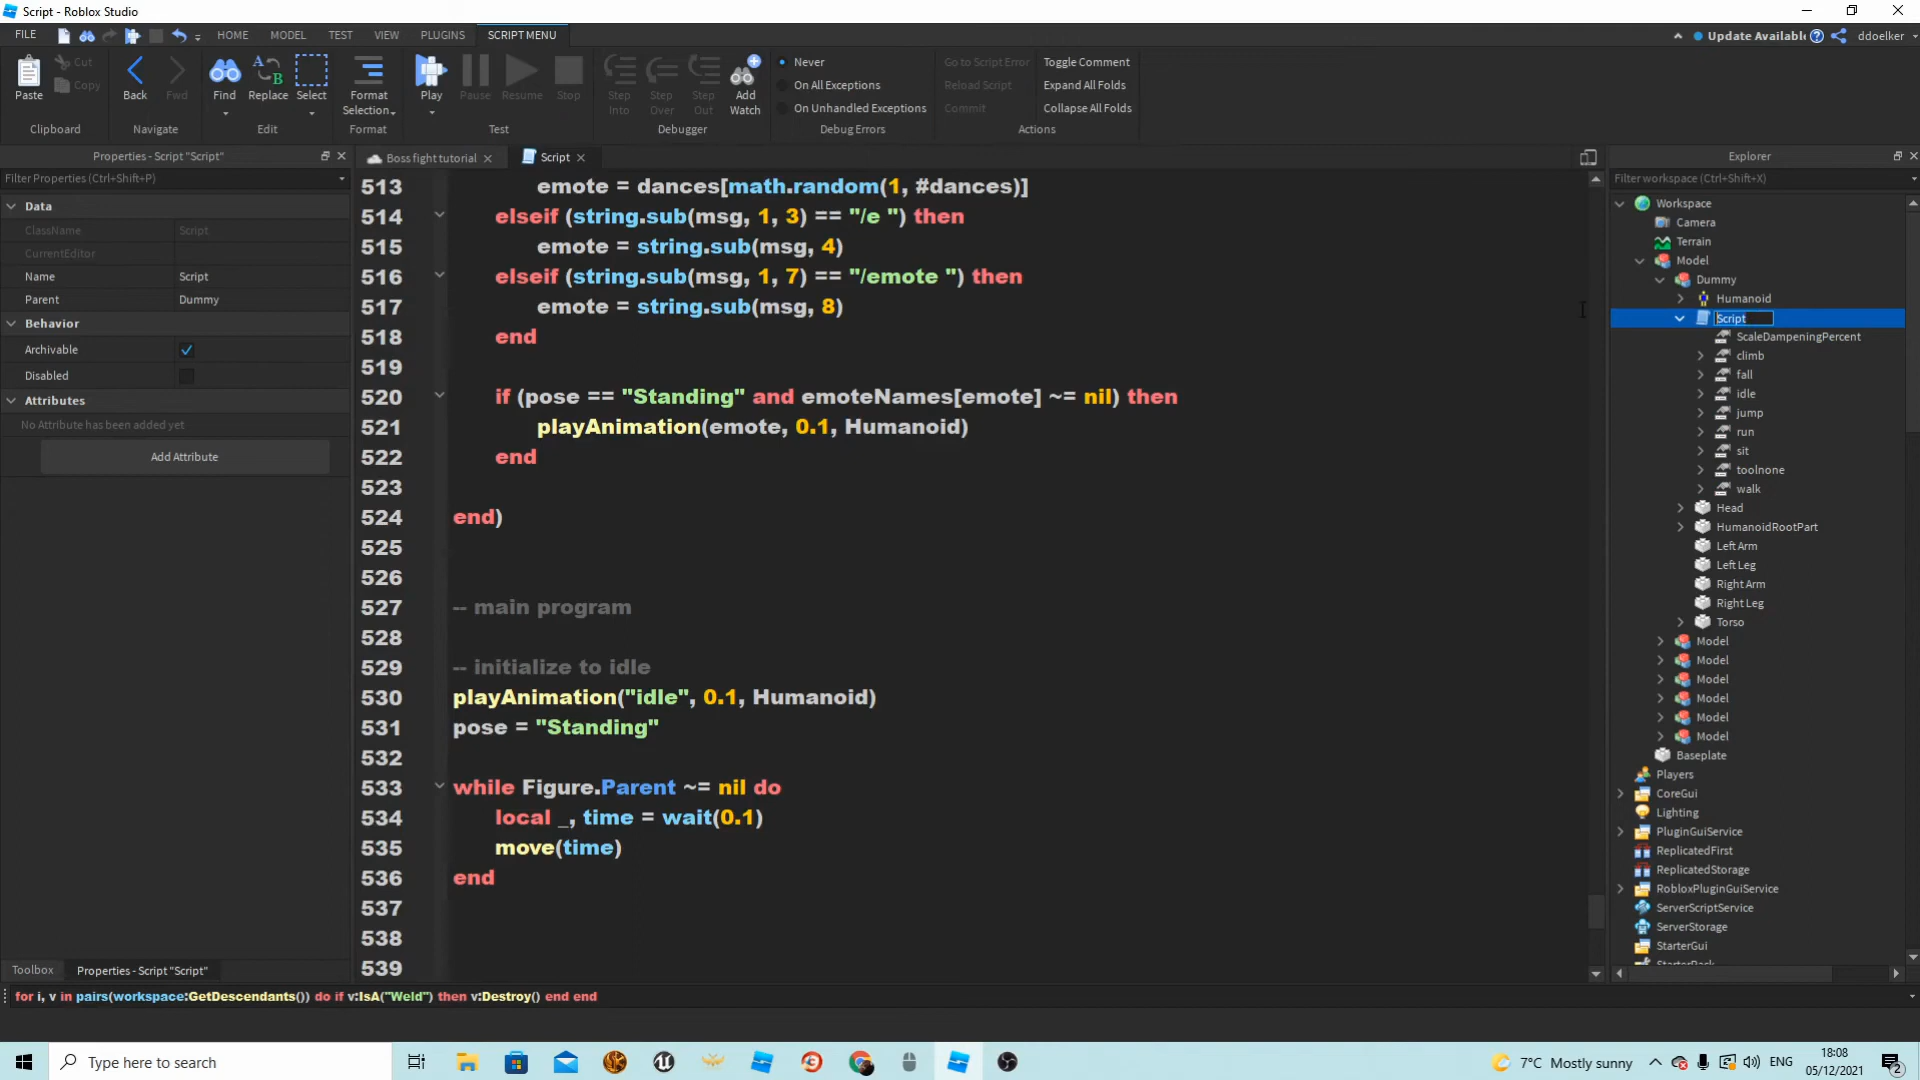 Script - Roblox Studio
FILE
HOME
MODEL
TEST
VIEW
PLUGINS
SCRIPT MENU
Update Available
ddoelker
Paste
Cut
Copy
Clipboard
Back
Fwd
Navigate
Find
Replace
Select
Edit
Format
Selection
Format
Play
Pause
Resume
Stop
Test
Step
Into
Step
Over
Step
Out
Add
Watch
Debugger
Never
On All Exceptions
On Unhandled Exceptions
Debug Errors
Go to Script Error
Reload Script
Commit
Toggle Comment
Expand All Folds
Collapse All Folds
Actions
Properties - Script "Script"
Filter Properties (Ctrl+Shift+P)
Data
ClassName Script
CurrentEditor
Name Script
Parent Dummy
Behavior
Archivable
Disabled
Attributes
No Attribute has been added yet
Add Attribute
Toolbox
Properties - Script "Script"
Boss fight tutorial
Script
513 emote = dances[math.random(1, #dances)]
514 elseif (string.sub(msg, 1, 3) == "/e ") then
515 emote = string.sub(msg, 4)
516 elseif (string.sub(msg, 1, 7) == "/emote ") then
517 emote = string.sub(msg, 8)
518 end
519
520 if (pose == "Standing" and emoteNames[emote] ~= nil) then
521 playAnimation(emote, 0.1, Humanoid)
522 end
523
524 end)
525
526
527 -- main program
528
529 -- initialize to idle
530 playAnimation("idle", 0.1, Humanoid)
531 pose = "Standing"
532
533 while Figure.Parent ~= nil do
534 local _, time = wait(0.1)
535 move(time)
536 end
537
538
539
Explorer
Filter workspace (Ctrl+Shift+X)
Workspace
Camera
Terrain
Model
Dummy
Humanoid
Script
ScaleDampeningPercent
climb
fall
idle
jump
run
sit
toolnone
walk
Head
HumanoidRootPart
Left Arm
Left Leg
Right Arm
Right Leg
Torso
Model
Model
Model
Model
Model
Model
Baseplate
Players
CoreGui
Lighting
PluginGuiService
ReplicatedFirst
ReplicatedStorage
RobloxPluginGuiService
ServerScriptService
ServerStorage
StarterGui
StarterPack
for i, v in pairs(workspace:GetDescendants()) do if v:IsA("Weld") then v:Destroy() end end
Type here to search
7°C Mostly sunny
ENG
18:08
05/12/2021
2